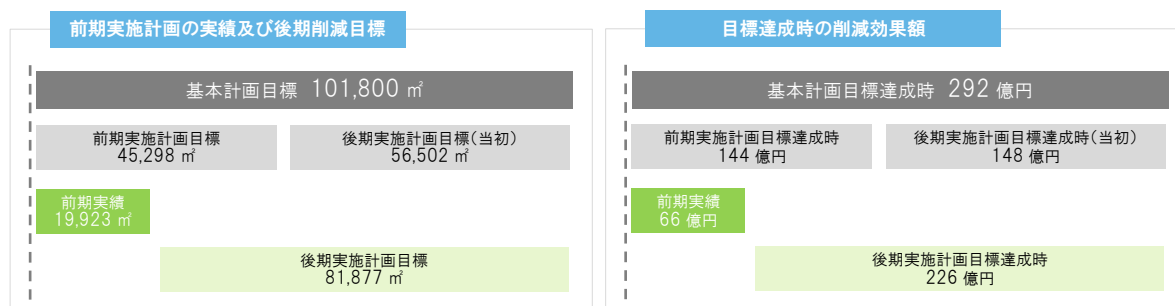 前期実施計画の実績及び後期削減目標
基本計画目標 101,800 ㎡
前期実施計画目標
45,298 ㎡
後期実施計画目標(当初)
56,502 ㎡
前期実績
19,923 ㎡
後期実施計画目標
81,877 ㎡
目標達成時の削減効果額
基本計画目標達成時 292 億円
前期実施計画目標達成時
144 億円
後期実施計画目標達成時(当初)
148 億円
前期実績
66 億円
後期実施計画目標達成時
226 億円